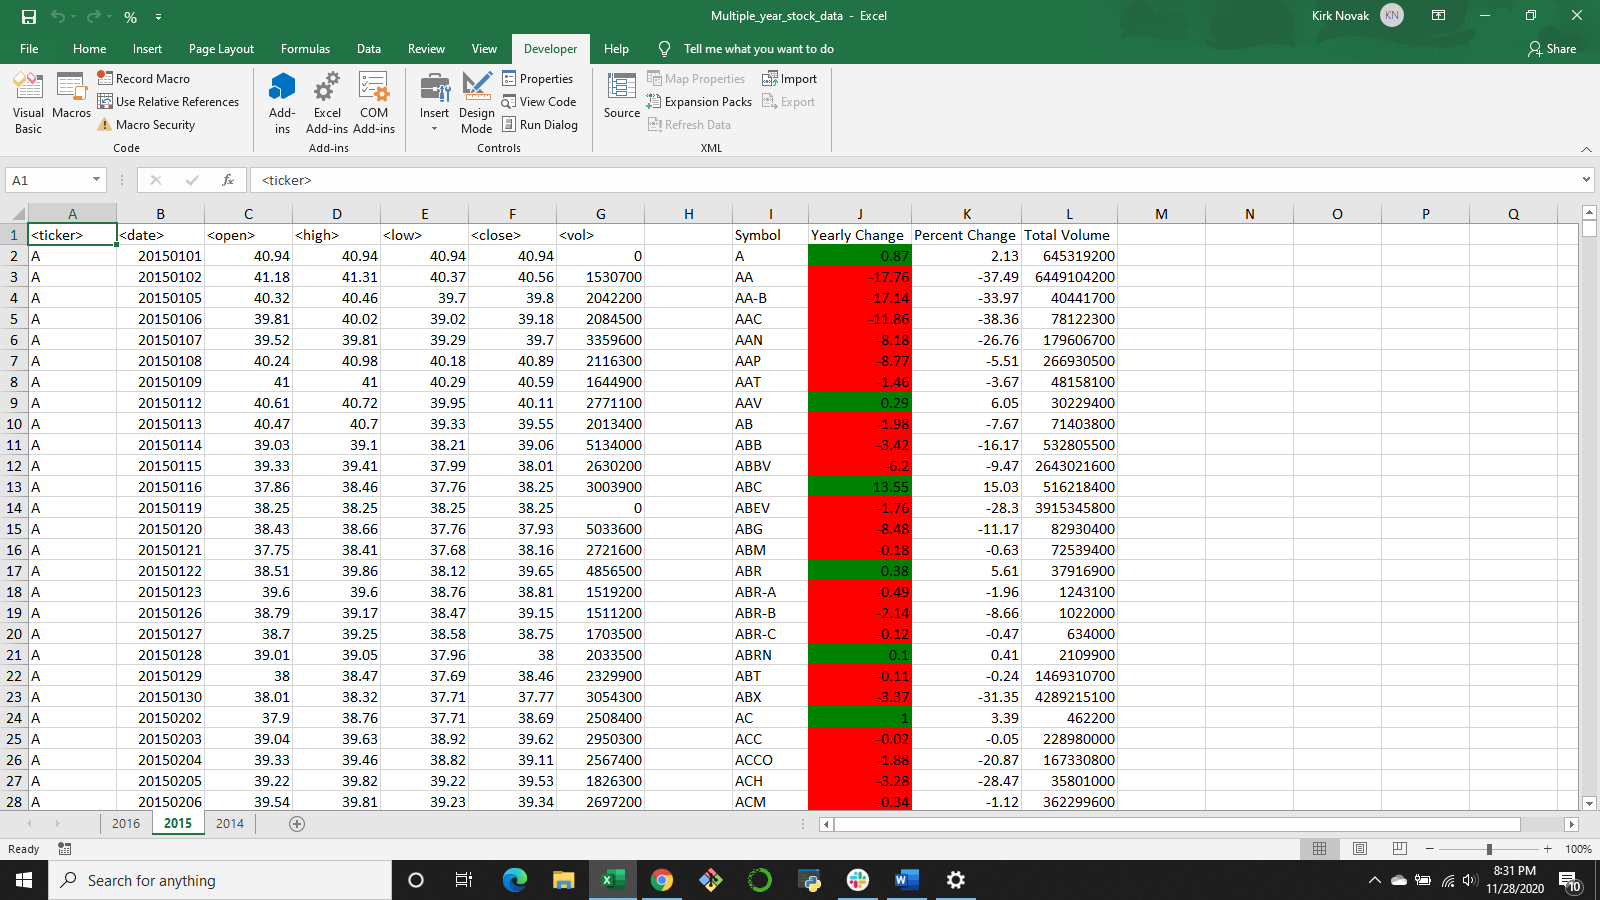 % Multiple_year_stock_data - Excel Kirk Novak KN
File Home Insert Page Layout Formulas Data Review View Developer Help Tell me what you want to do Share
Visual Basic
Macros
Record Macro
Use Relative References
Macro Security
Code
Add-ins
Excel Add-ins
COM Add-ins
Add-ins
Insert
Design Mode
Properties
View Code
Run Dialog
Controls
Source
Map Properties
Expansion Packs
Refresh Data
Import
Export
XML
A1 fx <ticker>
A B C D E F G H I J K L M N O P Q
1 <ticker> <date> <open> <high> <low> <close> <vol> Symbol Yearly Change Percent Change Total Volume
2 A 20150101 40.94 40.94 40.94 40.94 0 A 0.87 2.13 645319200
3 A 20150102 41.18 41.31 40.37 40.56 1530700 AA -17.76 -37.49 6449104200
4 A 20150105 40.32 40.46 39.7 39.8 2042200 AA-B -17.14 -33.97 40441700
5 A 20150106 39.81 40.02 39.02 39.18 2084500 AAC -11.86 -38.36 78122300
6 A 20150107 39.52 39.81 39.29 39.7 3359600 AAN -8.18 -26.76 179606700
7 A 20150108 40.24 40.98 40.18 40.89 2116300 AAP -8.77 -5.51 266930500
8 A 20150109 41 41 40.29 40.59 1644900 AAT -1.46 -3.67 48158100
9 A 20150112 40.61 40.72 39.95 40.11 2771100 AAV 0.29 6.05 30229400
10 A 20150113 40.47 40.7 39.33 39.55 2013400 AB -1.98 -7.67 71403800
11 A 20150114 39.03 39.1 38.21 39.06 5134000 ABB -3.42 -16.17 532805500
12 A 20150115 39.33 39.41 37.99 38.01 2630200 ABBV -6.2 -9.47 2643021600
13 A 20150116 37.86 38.46 37.76 38.25 3003900 ABC 13.55 15.03 516218400
14 A 20150119 38.25 38.25 38.25 38.25 0 ABEV -1.76 -28.3 3915345800
15 A 20150120 38.43 38.66 37.76 37.93 5033600 ABG -8.48 -11.17 82930400
16 A 20150121 37.75 38.41 37.68 38.16 2721600 ABM -0.18 -0.63 72539400
17 A 20150122 38.51 39.86 38.12 39.65 4856500 ABR 0.38 5.61 37916900
18 A 20150123 39.6 39.6 38.76 38.81 1519200 ABR-A -0.49 -1.96 1243100
19 A 20150126 38.79 39.17 38.47 39.15 1511200 ABR-B -2.14 -8.66 1022000
20 A 20150127 38.7 39.25 38.58 38.75 1703500 ABR-C -0.12 -0.47 634000
21 A 20150128 39.01 39.05 37.96 38 2033500 ABRN 0.1 0.41 2109900
22 A 20150129 38 38.47 37.69 38.46 2329900 ABT -0.11 -0.24 1469310700
23 A 20150130 38.01 38.32 37.71 37.77 3054300 ABX -3.37 -31.35 4289215100
24 A 20150202 37.9 38.76 37.71 38.69 2508400 AC 1 3.39 462200
25 A 20150203 39.04 39.63 38.92 39.62 2950300 ACC -0.02 -0.05 228980000
26 A 20150204 39.33 39.46 38.82 39.11 2567400 ACCO -1.88 -20.87 167330800
27 A 20150205 39.22 39.82 39.22 39.53 1826300 ACH -3.28 -28.47 35801000
28 A 20150206 39.54 39.81 39.23 39.34 2697200 ACM -0.34 -1.12 362299600
2016 2015 2014
Ready 100%
Search for anything
8:31 PM
11/28/2020
10